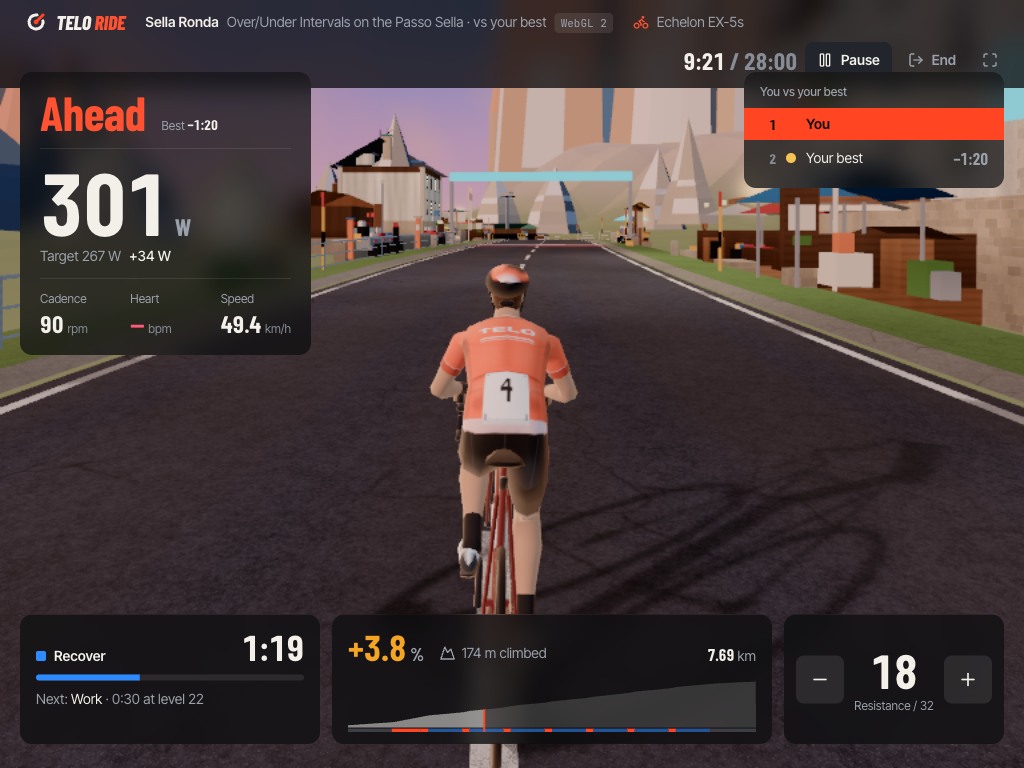 TELO RIDE Sella Ronda Over/Under Intervals on the Passo Sella · vs your best WebGL 2 Echelon EX-5s
9:21 / 28:00 Pause End
Ahead Best −1:20
301 W
Target 267 W +34 W
Cadence Heart Speed
90 rpm — bpm 49.4 km/h
You vs your best
1 You
2 Your best −1:20
TELO
4
Recover 1:19
Next: Work · 0:30 at level 22
+3.8 % 174 m climbed 7.69 km
− 18 +
Resistance / 32